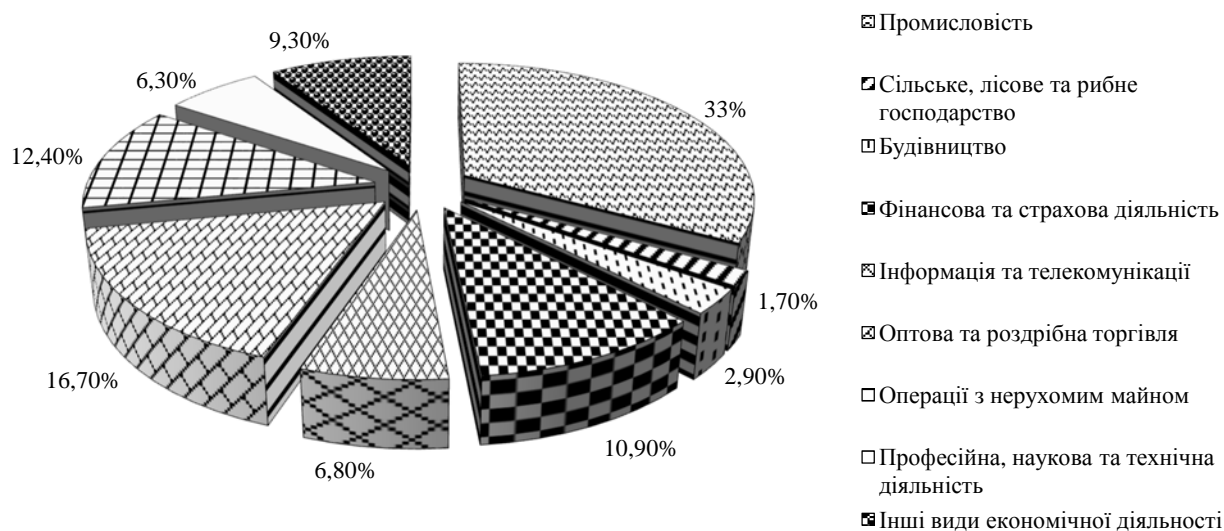 9,30%
6,30%
12,40%
16,70%
6,80%
10,90%
2,90%
1,70%
33%
Промисловість
Сільське, лісове та рибне
господарство
Будівництво
Фінансова та страхова діяльність
Інформація та телекомунікації
Оптова та роздрібна торгівля
Операції з нерухомим майном
Професійна, наукова та технічна
діяльність
Інші види економічної діяльності